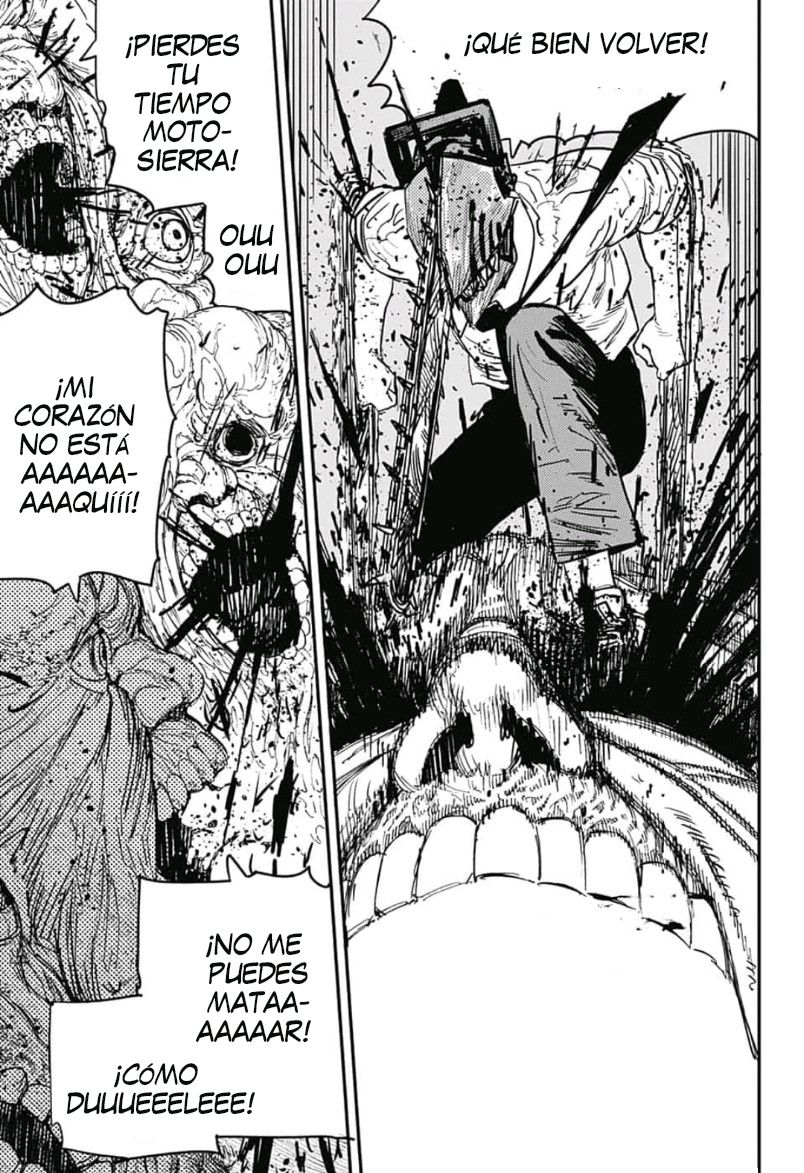 ¡QUÉ BIEN VOLVER!
¡PIERDES
TU
TIEMPO
MOTO-
SIERRA!
OUU
OUU
¡MI
CORAZÓN
NO ESTÁ
AAAAAA-
AAAQUÍÍÍ!
¡NO ME
PUEDES
MATAA-
AAAAAR!
¡CÓMO
DUUUEEELEEE!